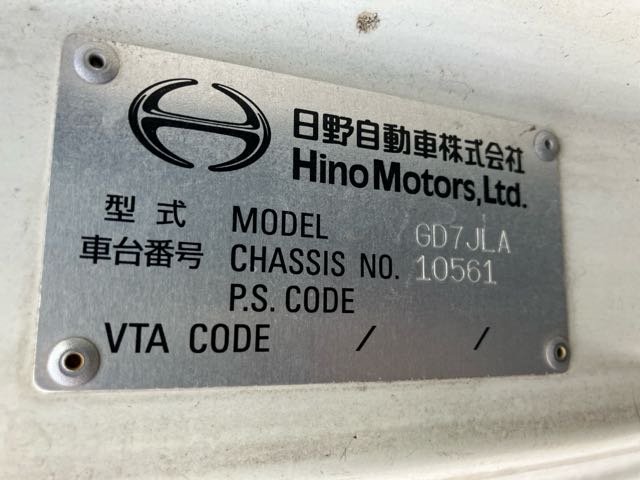 日野自動車株式会社
Hino Motors, Ltd.
型式 MODEL GD7JLA
車台番号 CHASSIS NO. 10561
P.S. CODE
VTA CODE / /